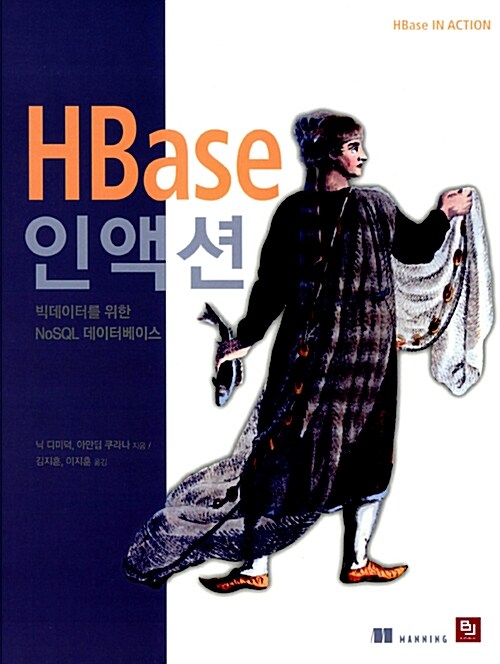 HBase IN ACTION
HBase
인액션
빅데이터를 위한
NoSQL 데이터베이스
닉 디미덕, 아만딥 쿠라나 지음 /
김지훈, 이지훈 옮김
MANNING
BJ